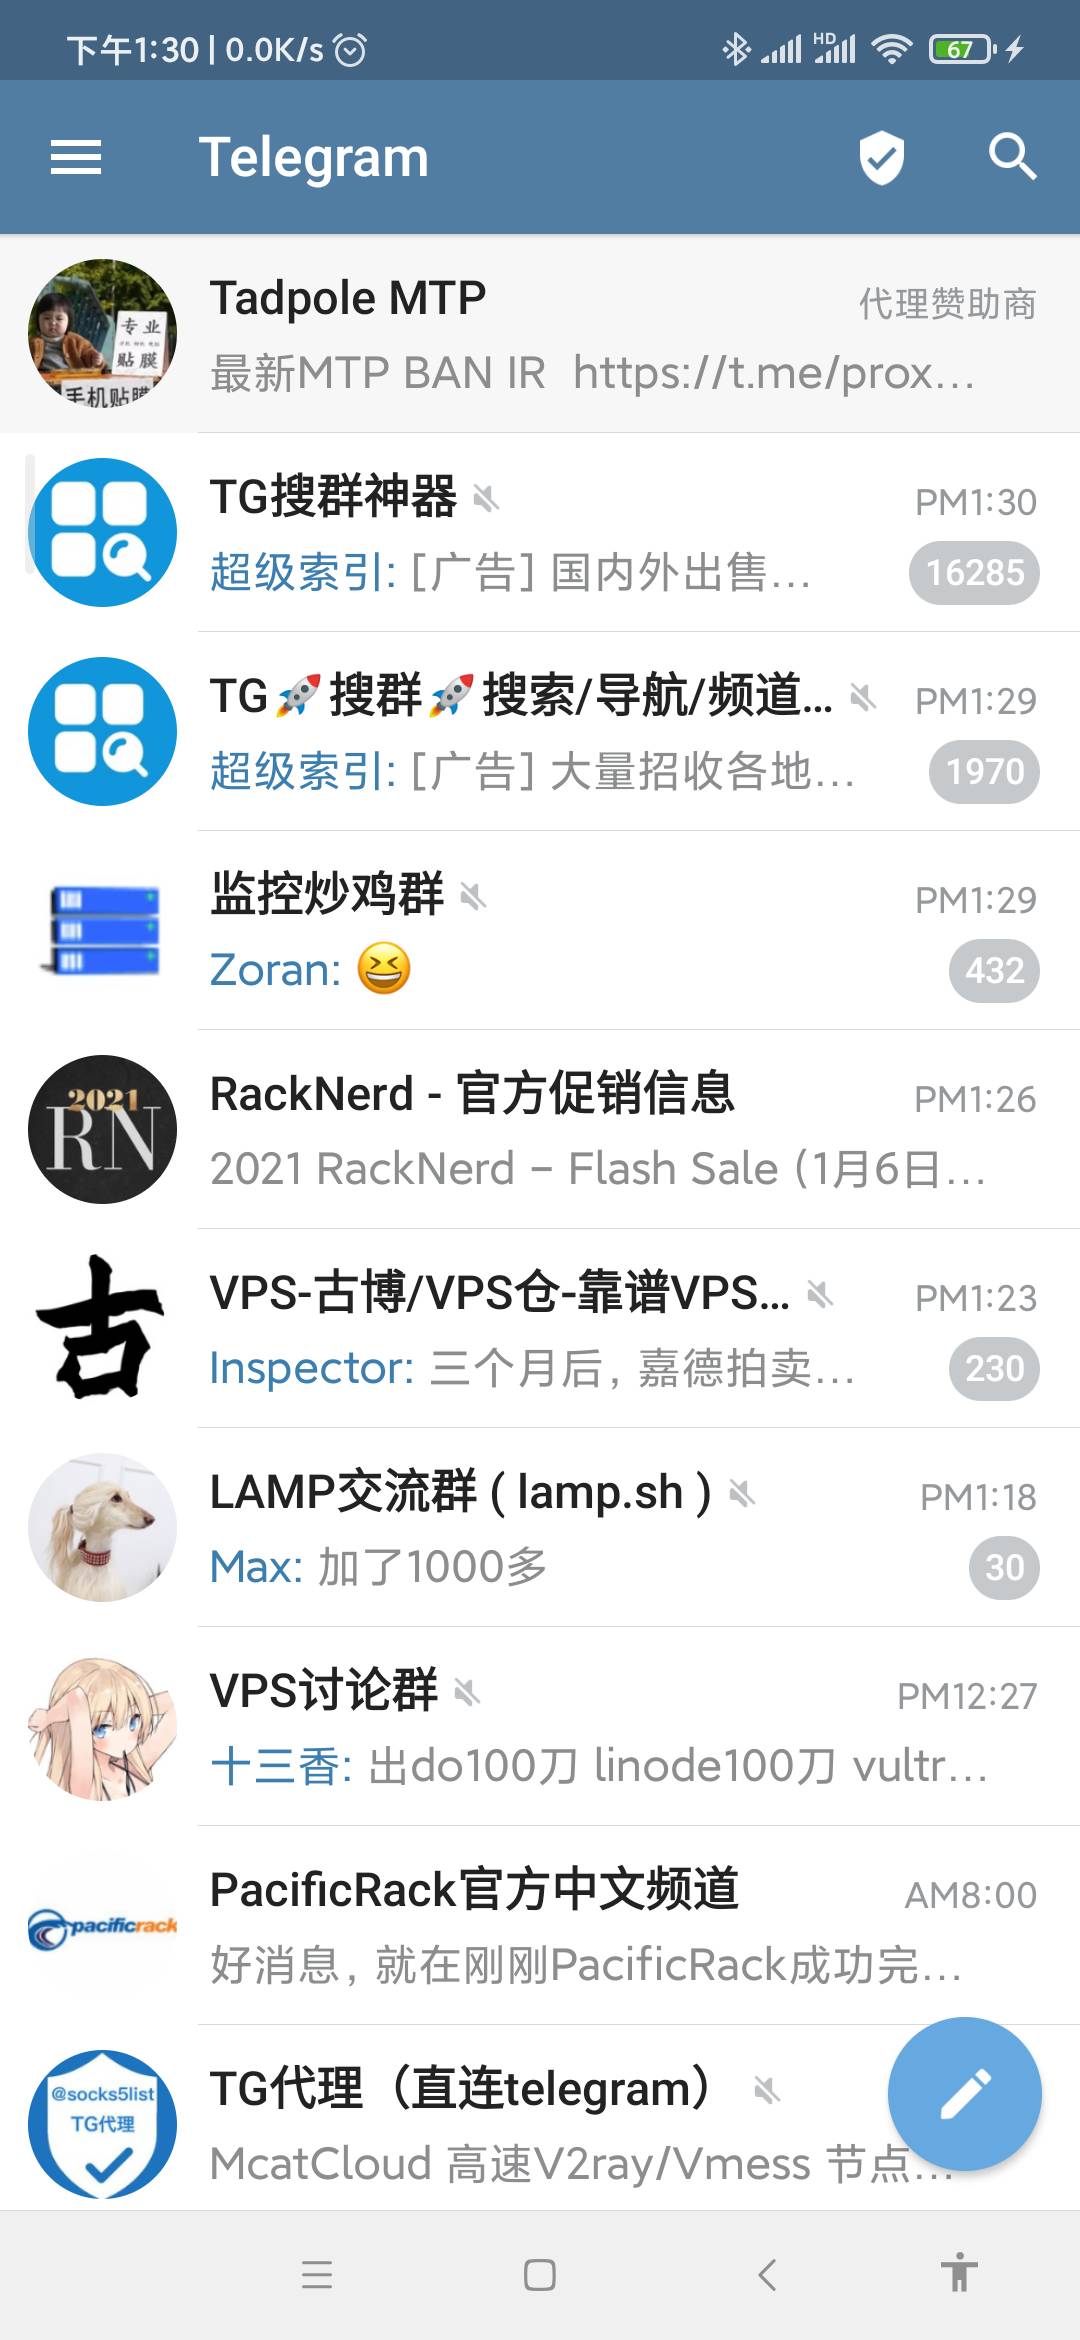 下午1:30 | 0.0K/s
HD
67
Telegram
Tadpole MTP
代理赞助商
最新MTP BAN IR https://t.me/prox...
专业
贴膜
手机贴膜
TG搜群神器
PM1:30
超级索引: [广告] 国内外出售...
16285
TG🚀搜群🚀搜索/导航/频道...
PM1:29
超级索引: [广告] 大量招收各地...
1970
监控炒鸡群
PM1:29
Zoran: 😆
432
2021
RN
RackNerd - 官方促销信息
PM1:26
2021 RackNerd – Flash Sale (1月6日...
古
VPS-古博/VPS仓-靠谱VPS...
PM1:23
Inspector: 三个月后, 嘉德拍卖...
230
LAMP交流群 ( lamp.sh )
PM1:18
Max: 加了1000多
30
VPS讨论群
PM12:27
十三香: 出do100刀 linode100刀 vultr...
pacificrack
PacificRack官方中文频道
AM8:00
好消息, 就在刚刚PacificRack成功完...
@socks5list
TG代理
TG代理（直连telegram）
McatCloud 高速V2ray/Vmess 节点...